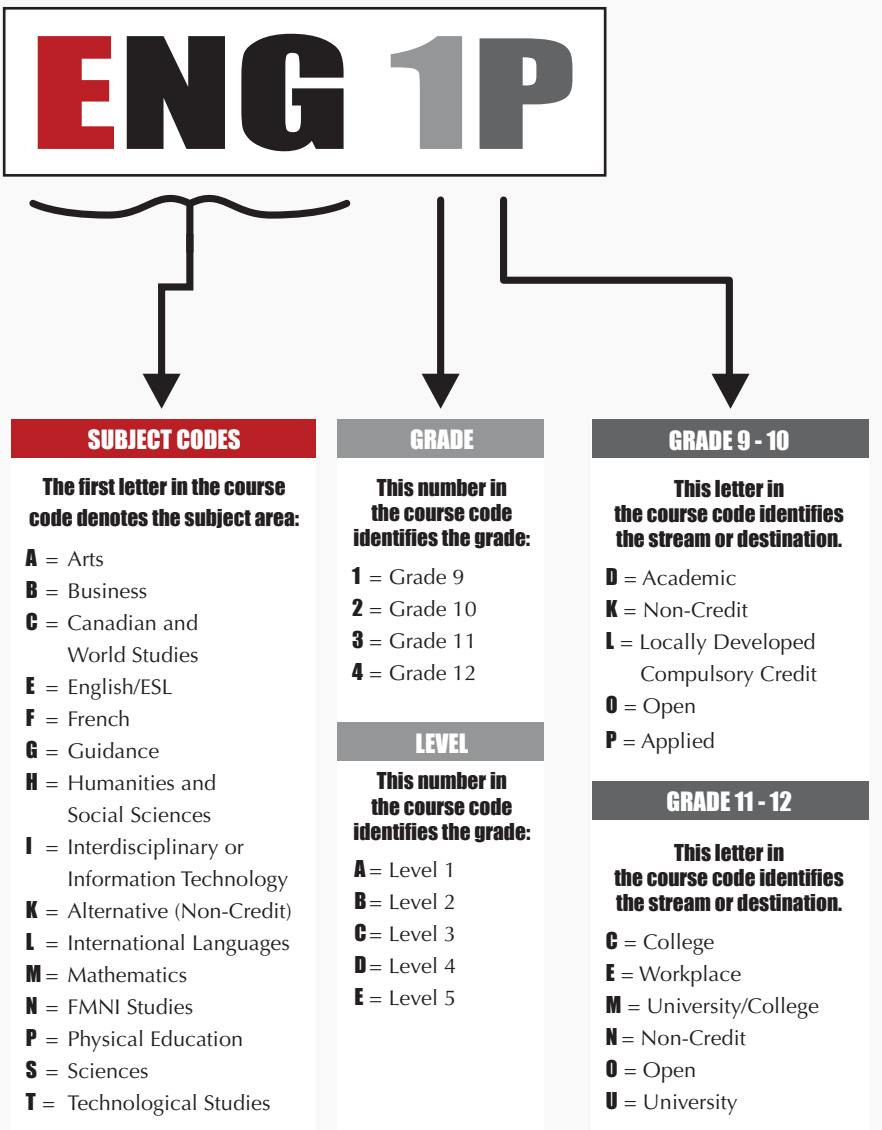 ENG 1P
SUBJECT CODES
The first letter in the course
code denotes the subject area:
A = Arts
B = Business
C = Canadian and
World Studies
E = English/ESL
F = French
G = Guidance
H = Humanities and
Social Sciences
I = Interdisciplinary or
Information Technology
K = Alternative (Non-Credit)
L = International Languages
M = Mathematics
N = FMNI Studies
P = Physical Education
S = Sciences
T = Technological Studies
GRADE
This number in
the course code
identifies the grade:
1 = Grade 9
2 = Grade 10
3 = Grade 11
4 = Grade 12
LEVEL
This number in
the course code
identifies the grade:
A = Level 1
B = Level 2
C = Level 3
D = Level 4
E = Level 5
GRADE 9 - 10
This letter in
the course code identifies
the stream or destination.
D = Academic
K = Non-Credit
L = Locally Developed
Compulsory Credit
O = Open
P = Applied
GRADE 11 - 12
This letter in
the course code identifies
the stream or destination.
C = College
E = Workplace
M = University/College
N = Non-Credit
O = Open
U = University